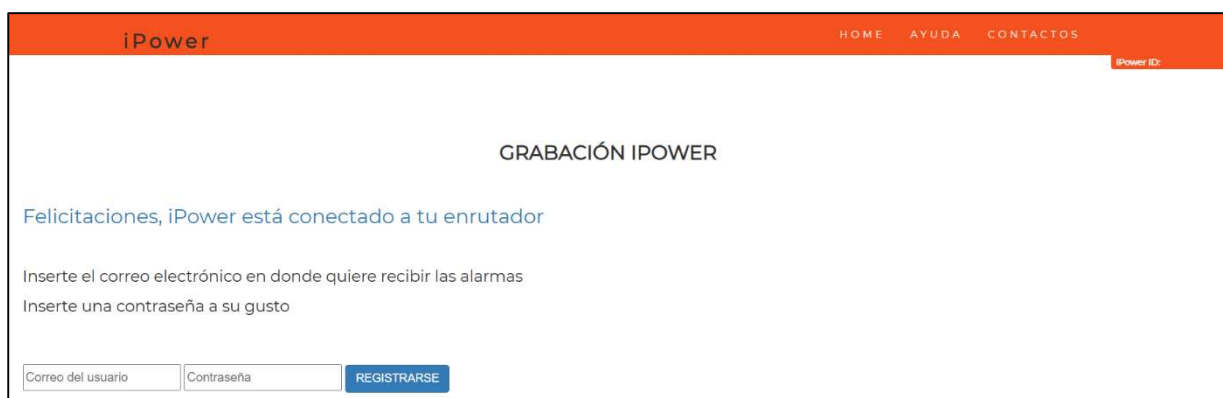 iPower
HOME AYUDA CONTACTOS
iPower ID:
GRABACIÓN IPOWER
Felicitaciones, iPower está conectado a tu enrutador
Inserte el correo electrónico en donde quiere recibir las alarmas
Inserte una contraseña a su gusto
Correo del usuario Contraseña REGISTRARSE